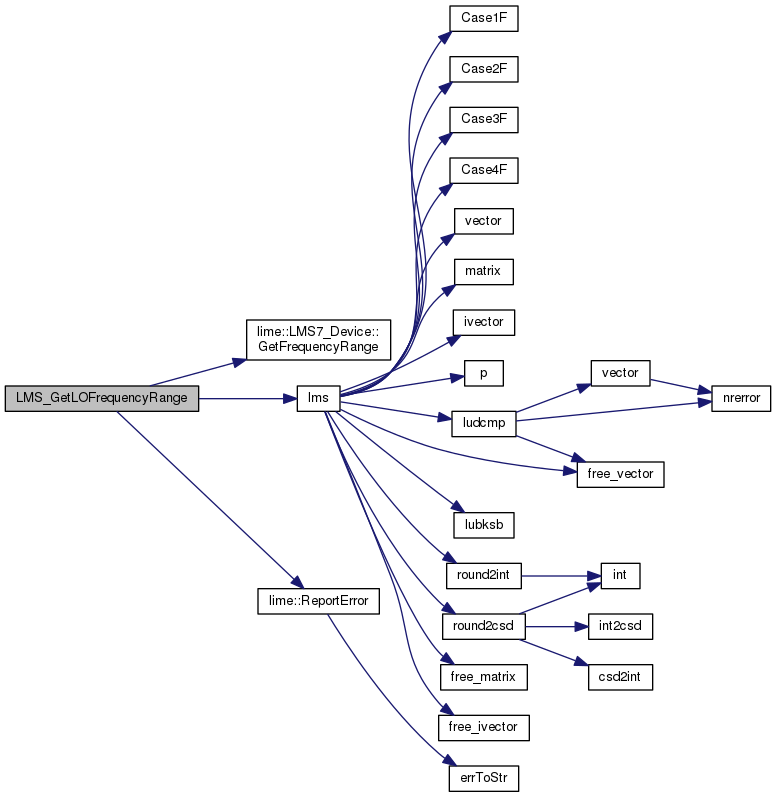 Case1F
Case2F
Case3F
Case4F
vector
matrix
ivector
lime::LMS7_Device::
GetFrequencyRange
p
vector
LMS_GetLOFrequencyRange
lms
nrerror
ludcmp
free_vector
lubksb
round2int
int
lime::ReportError
round2csd
int2csd
free_matrix
csd2int
free_ivector
errToStr